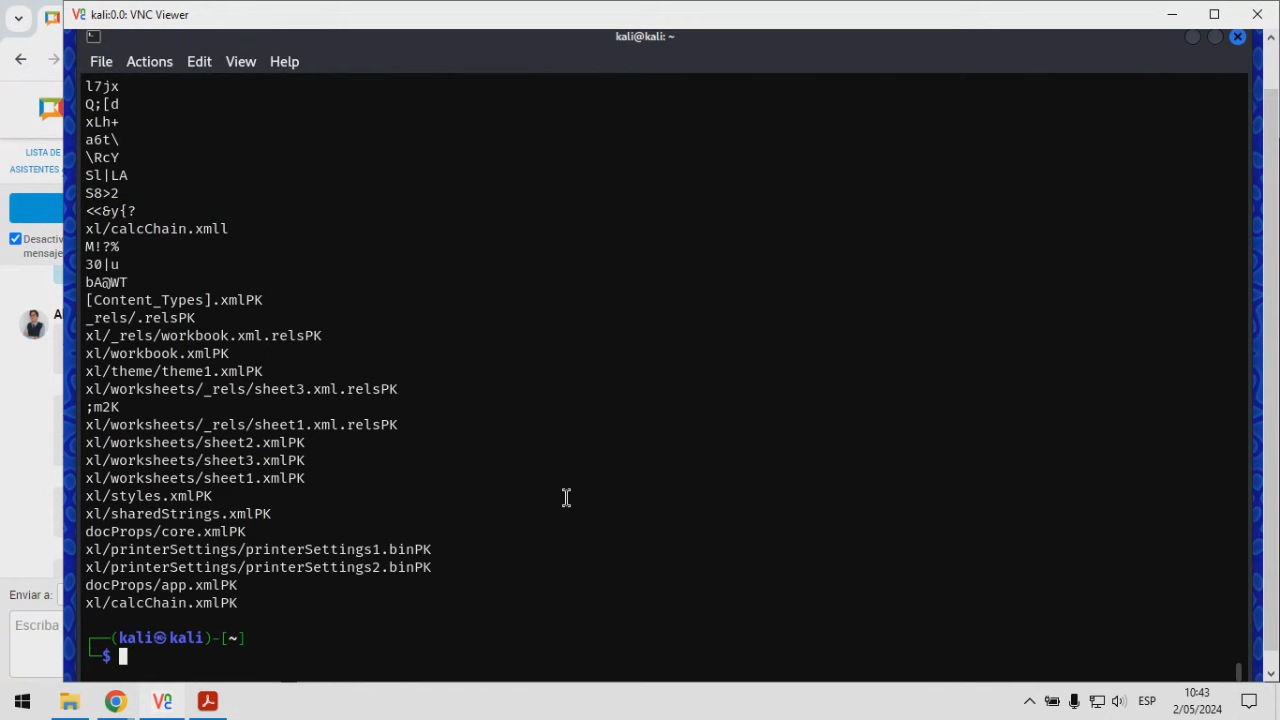 kali:0.0: VNC Viewer
kali@kali: ~
File Actions Edit View Help
l7jx
Q;[d
xLh+
a6t\
\RcY
Sl|LA
S8>2
<<&y{?
xl/calcChain.xmll
M!?%
30|u
bA@WT
[Content_Types].xmlPK
_rels/.relsPK
xl/_rels/workbook.xml.relsPK
xl/workbook.xmlPK
xl/theme/theme1.xmlPK
xl/worksheets/_rels/sheet3.xml.relsPK
;m2K
xl/worksheets/_rels/sheet1.xml.relsPK
xl/worksheets/sheet2.xmlPK
xl/worksheets/sheet3.xmlPK
xl/worksheets/sheet1.xmlPK
xl/styles.xmlPK
xl/sharedStrings.xmlPK
docProps/core.xmlPK
xl/printerSettings/printerSettings1.binPK
xl/printerSettings/printerSettings2.binPK
docProps/app.xmlPK
xl/calcChain.xmlPK
┌──(kali㉿kali)-[~]
└─$
LISTA DE
ASISTENTES
Desactiv
mensaje
A
Enviar a:
Escriba
ESP
10:43
2/05/2024